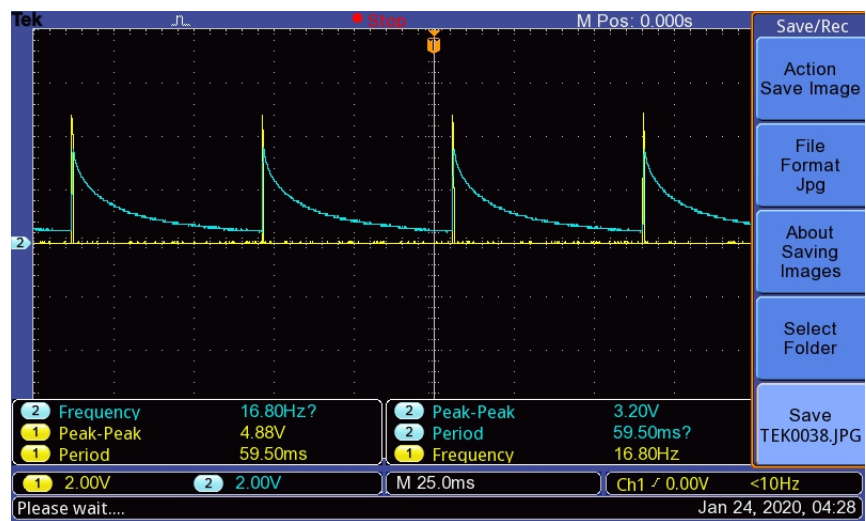 Tek
Stop
M Pos: 0.000s
Save/Rec
Action
Save Image
File
Format
Jpg
About
Saving
Images
Select
Folder
Save
TEK0038.JPG
2
2 Frequency 16.80Hz?
1 Peak-Peak 4.88V
1 Period 59.50ms
2 Peak-Peak 3.20V
2 Period 59.50ms?
1 Frequency 16.80Hz
1 2.00V 2 2.00V M 25.0ms Ch1 / 0.00V <10Hz
Please wait.... Jan 24, 2020, 04:28